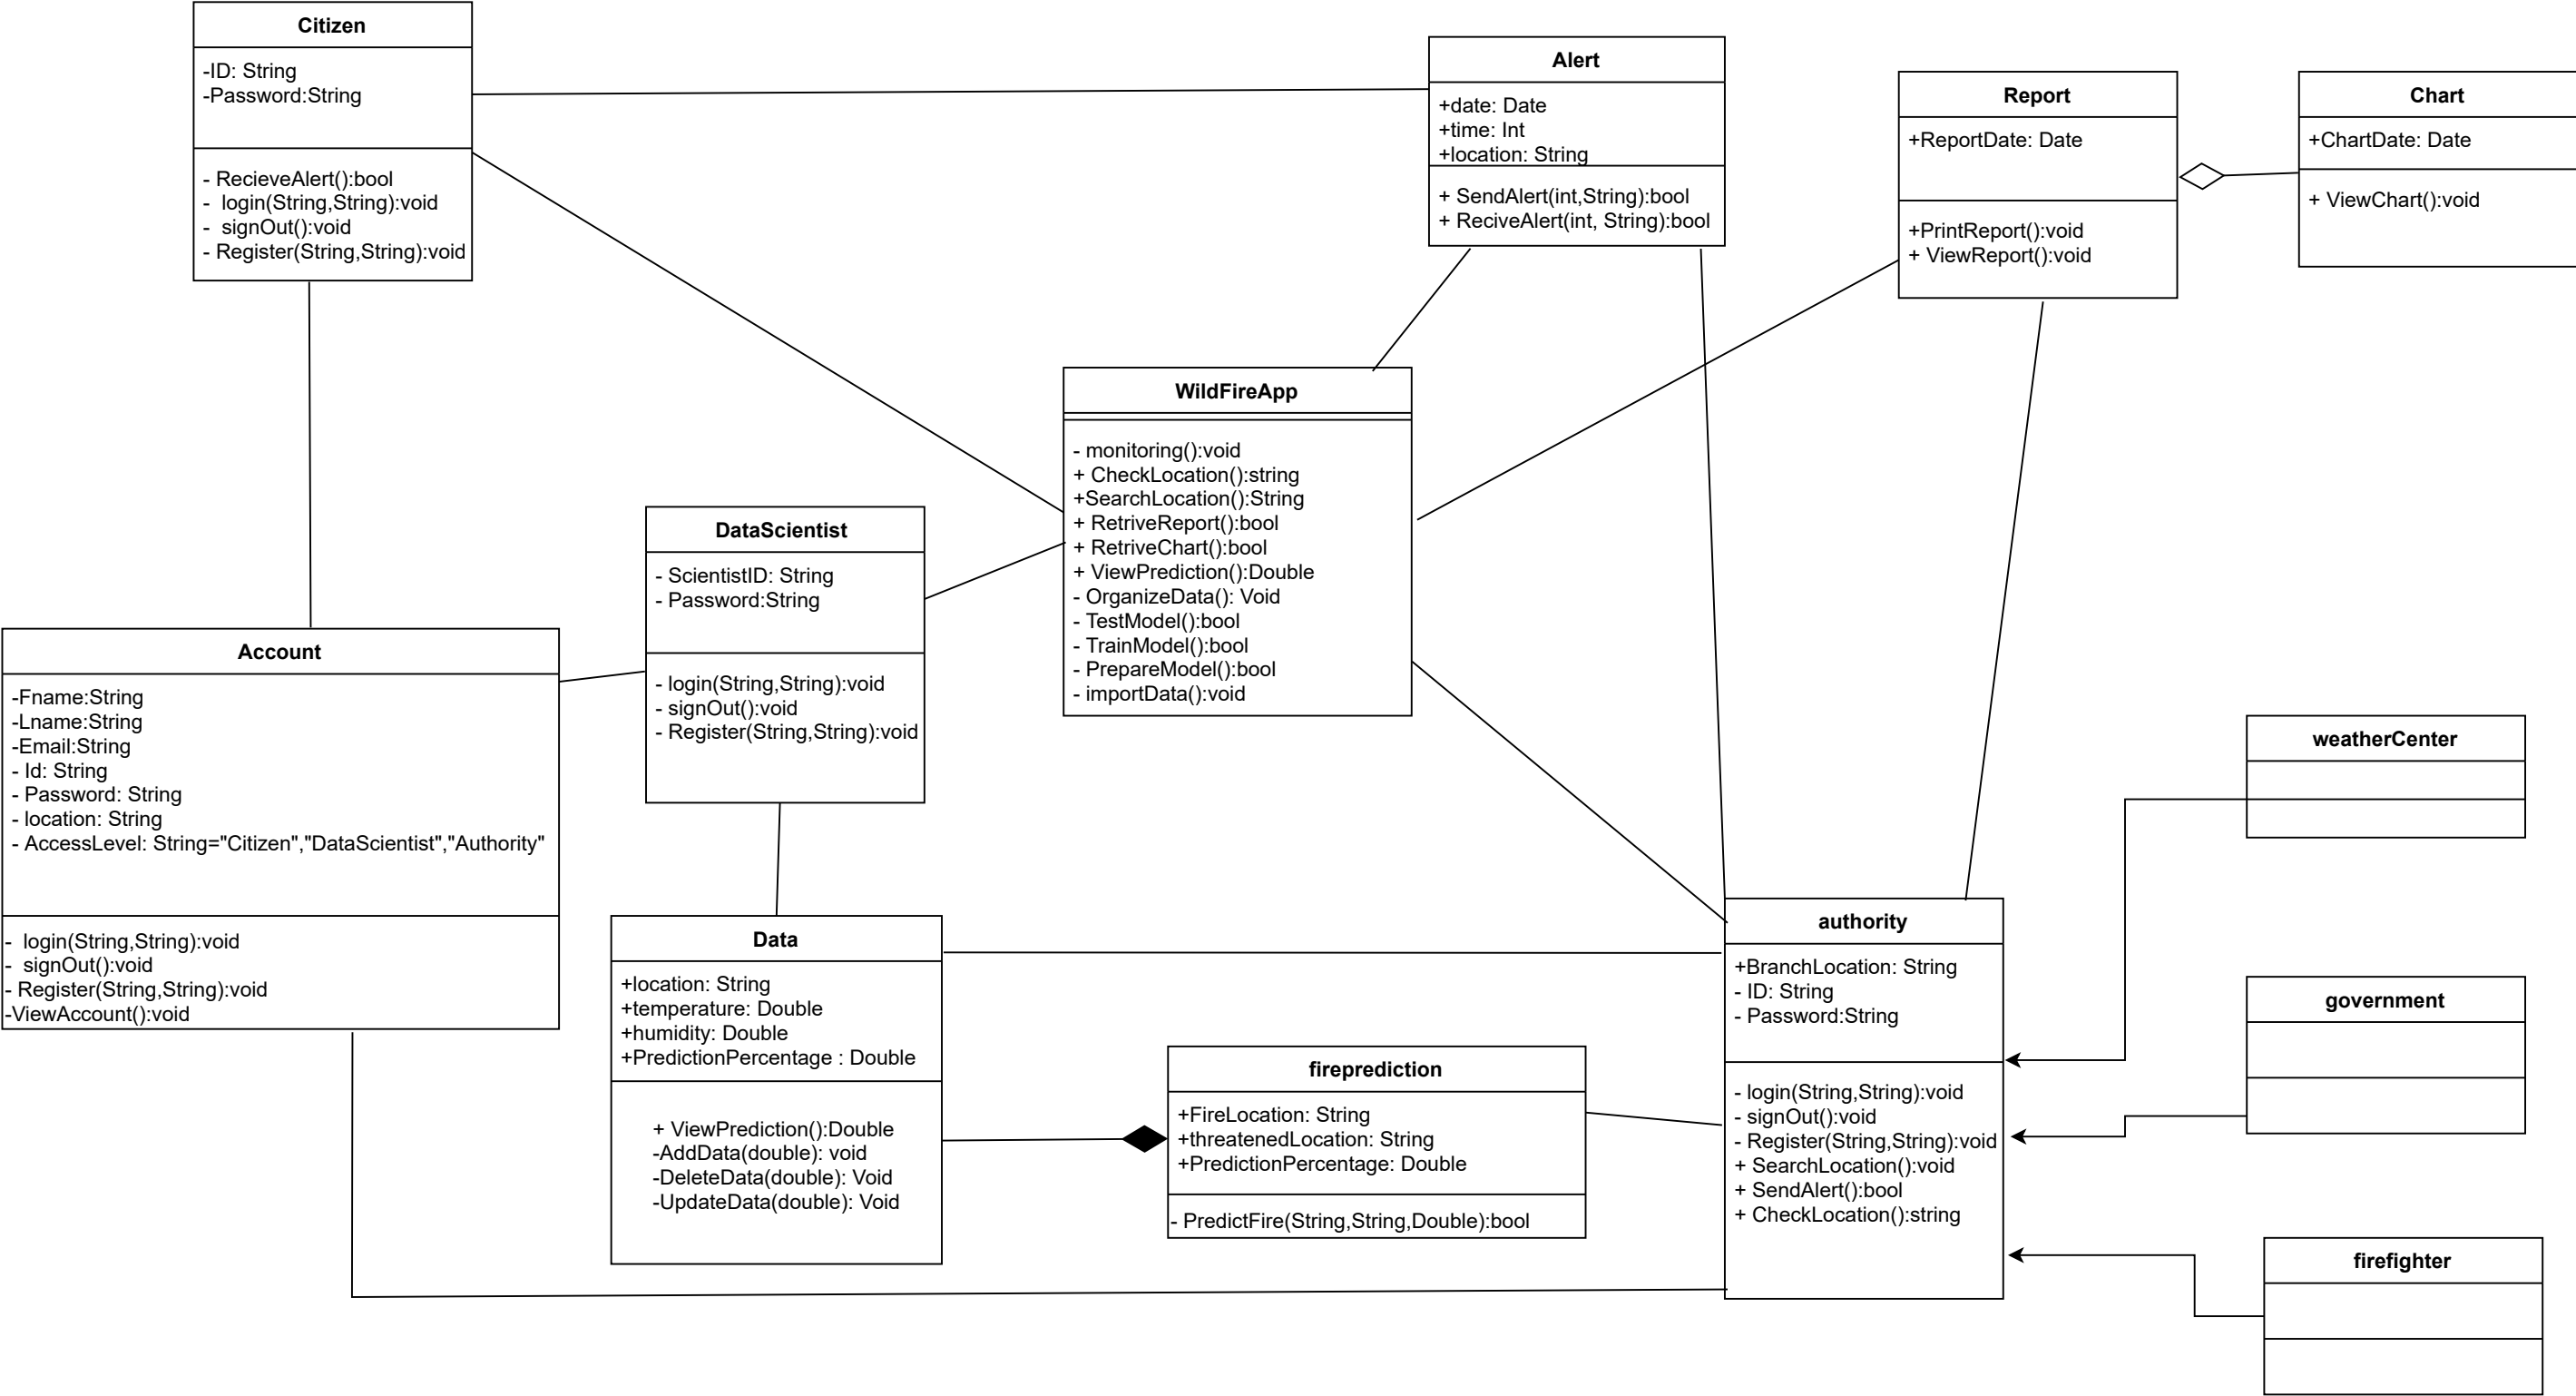 Citizen
-ID: String
-Password:String
- RecieveAlert():bool
-  login(String,String):void
-  signOut():void
- Register(String,String):void
Alert
+date: Date
+time: Int
+location: String
+ SendAlert(int,String):bool
+ ReciveAlert(int, String):bool
Report
+ReportDate: Date
+PrintReport():void
+ ViewReport():void
Chart
+ChartDate: Date
+ ViewChart():void
WildFireApp
- monitoring():void
+ CheckLocation():string
+SearchLocation():String
+ RetriveReport():bool
+ RetriveChart():bool
+ ViewPrediction():Double
- OrganizeData(): Void
- TestModel():bool
- TrainModel():bool
- PrepareModel():bool
- importData():void
DataScientist
- ScientistID: String
- Password:String
- login(String,String):void
- signOut():void
- Register(String,String):void
Account
-Fname:String
-Lname:String
-Email:String
- Id: String
- Password: String
- location: String
- AccessLevel: String="Citizen","DataScientist","Authority"
-  login(String,String):void
-  signOut():void
- Register(String,String):void
-ViewAccount():void
weatherCenter
Data
+location: String
+temperature: Double
+humidity: Double
+PredictionPercentage : Double
+ ViewPrediction():Double
-AddData(double): void
-DeleteData(double): Void
-UpdateData(double): Void
fireprediction
+FireLocation: String
+threatenedLocation: String
+PredictionPercentage: Double
- PredictFire(String,String,Double):bool
authority
+BranchLocation: String
- ID: String
- Password:String
- login(String,String):void
- signOut():void
- Register(String,String):void
+ SearchLocation():void
+ SendAlert():bool
+ CheckLocation():string
government
firefighter